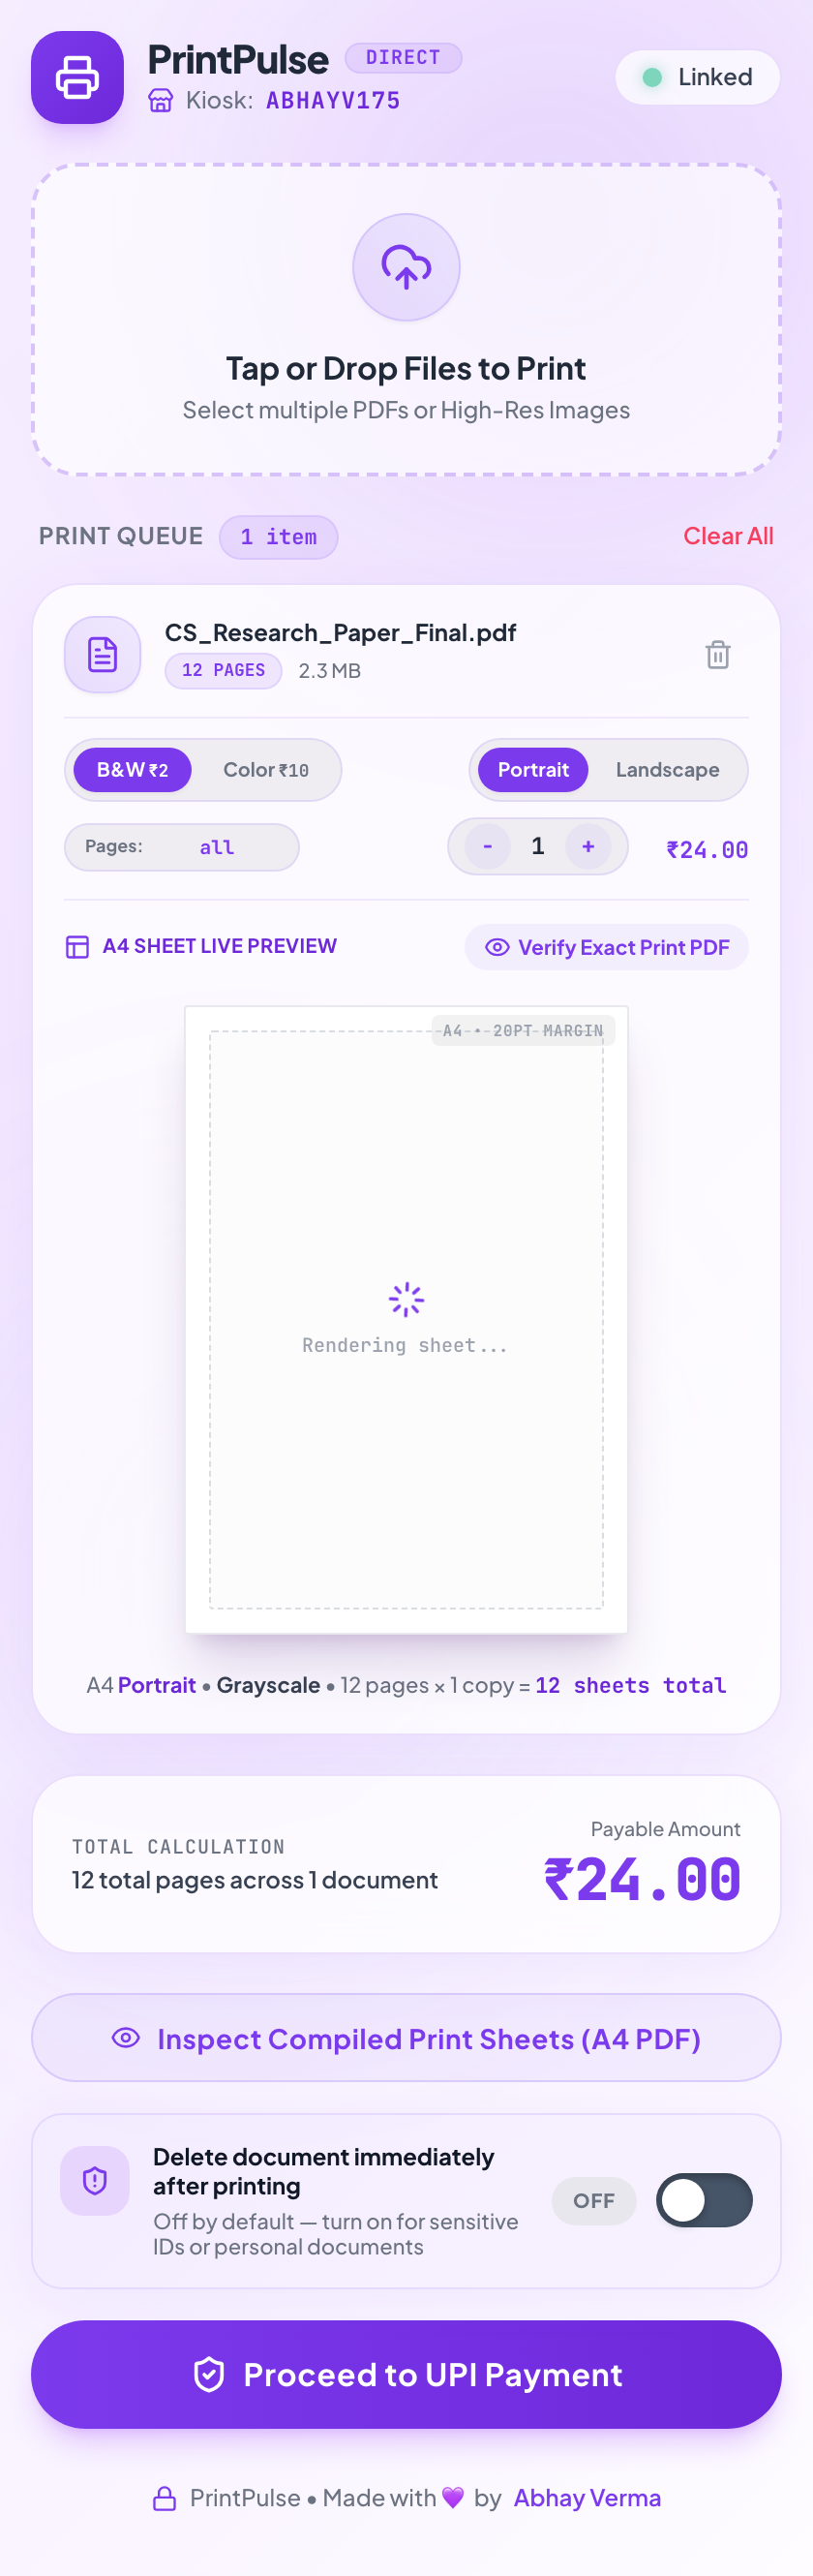 PrintPulse DIRECT
Kiosk: ABHAYV175
Linked
Tap or Drop Files to Print
Select multiple PDFs or High-Res Images
PRINT QUEUE 1 item Clear All
CS_Research_Paper_Final.pdf
12 PAGES 2.3 MB
B&W ₹2 Color ₹10 Portrait Landscape
Pages: all - 1 + ₹24.00
A4 SHEET LIVE PREVIEW Verify Exact Print PDF
A4 • 20PT MARGIN
Rendering sheet...
A4 Portrait • Grayscale • 12 pages × 1 copy = 12 sheets total
Payable Amount
TOTAL CALCULATION
12 total pages across 1 document
₹24.00
Inspect Compiled Print Sheets (A4 PDF)
Delete document immediately
after printing
Off by default — turn on for sensitive
IDs or personal documents
OFF
Proceed to UPI Payment
PrintPulse • Made with 💜 by Abhay Verma